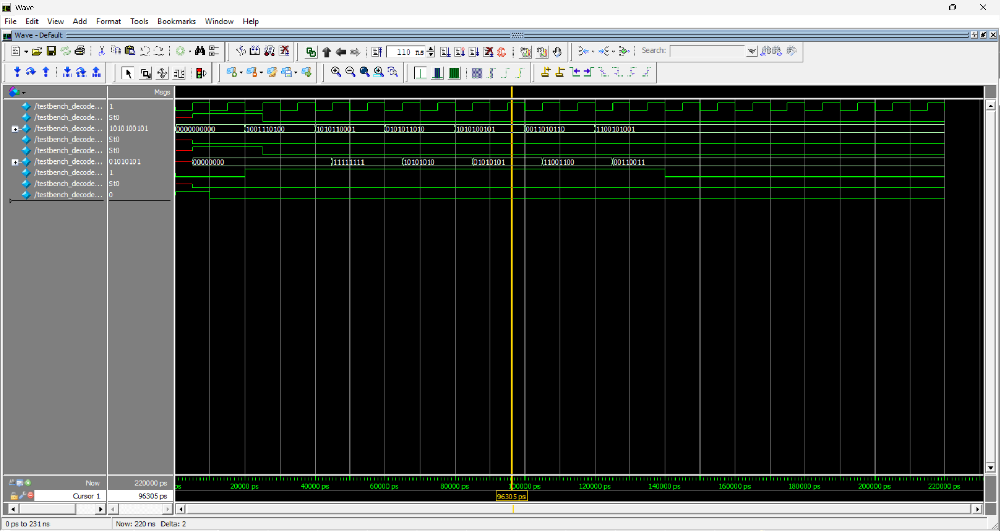 Wave
File Edit View Add Format Tools Bookmarks Window Help
Wave - Default
110 ns
Search:
Msgs
/testbench_decode... 1
/testbench_decode... St0
/testbench_decode... 1010100101 0000000000 1001110100 1010110001 0101011010 1010100101 0011010110 1100101001
/testbench_decode... St0
/testbench_decode... St0
/testbench_decode... 01010101 00000000 11111111 10101010 01010101 11001100 00110011
/testbench_decode... 1
/testbench_decode... St0
/testbench_decode... 0
Now 220000 ps ps 20000 ps 40000 ps 60000 ps 80000 ps 100000 ps 120000 ps 140000 ps 160000 ps 180000 ps 200000 ps 220000 ps
Cursor 1 96305 ps 96305 ps
0 ps to 231 ns Now: 220 ns Delta: 2